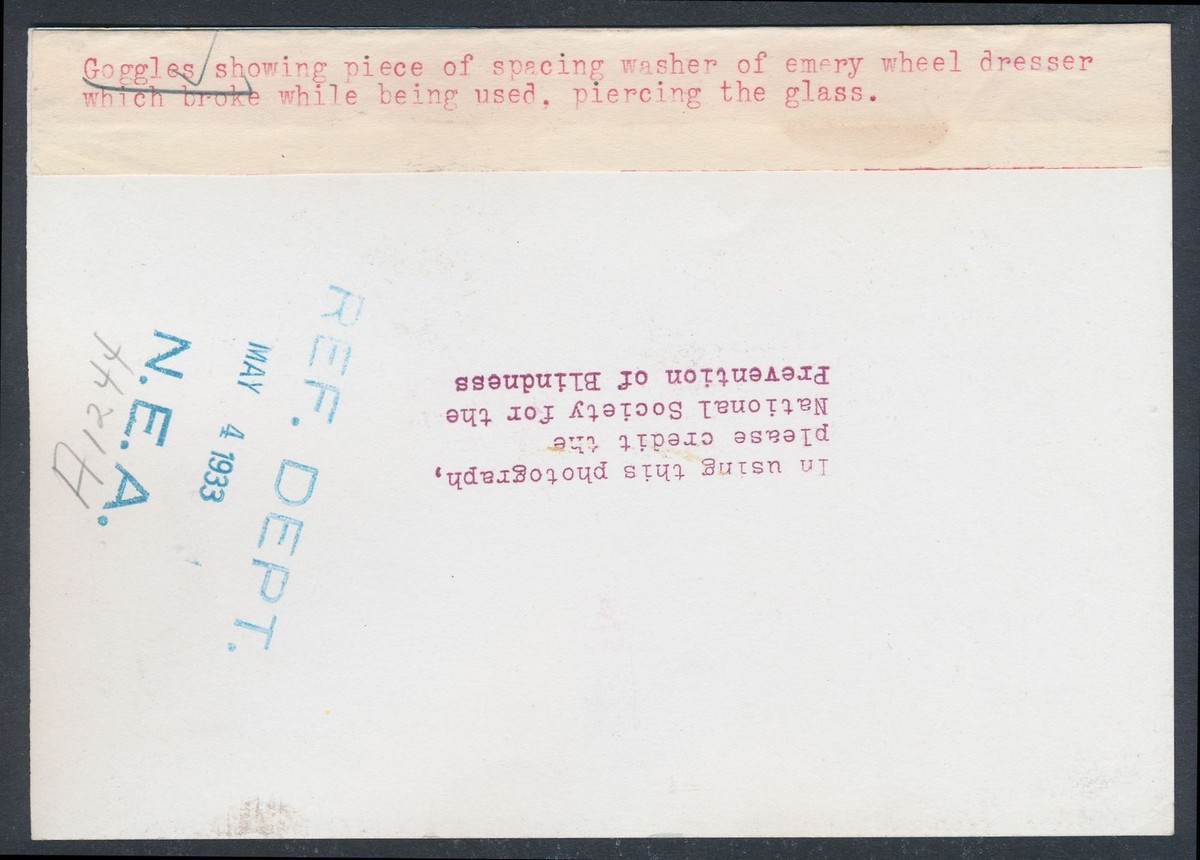 Goggles showing piece of spacing washer of emery wheel dresser
which broke while being used, piercing the glass.
REF. DEPT.
MAY 4 1933
N.E.A.
A1244
In using this photograph,
please credit the
National Society for the
Prevention of Blindness